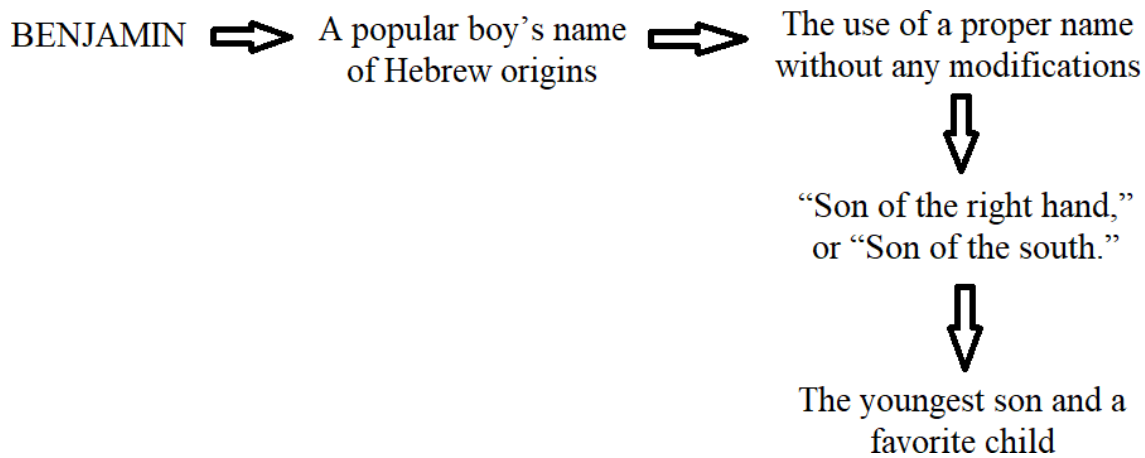 BENJAMIN
A popular boy’s name
of Hebrew origins
The use of a proper name
without any modifications
“Son of the right hand,”
or “Son of the south.”
The youngest son and a
favorite child